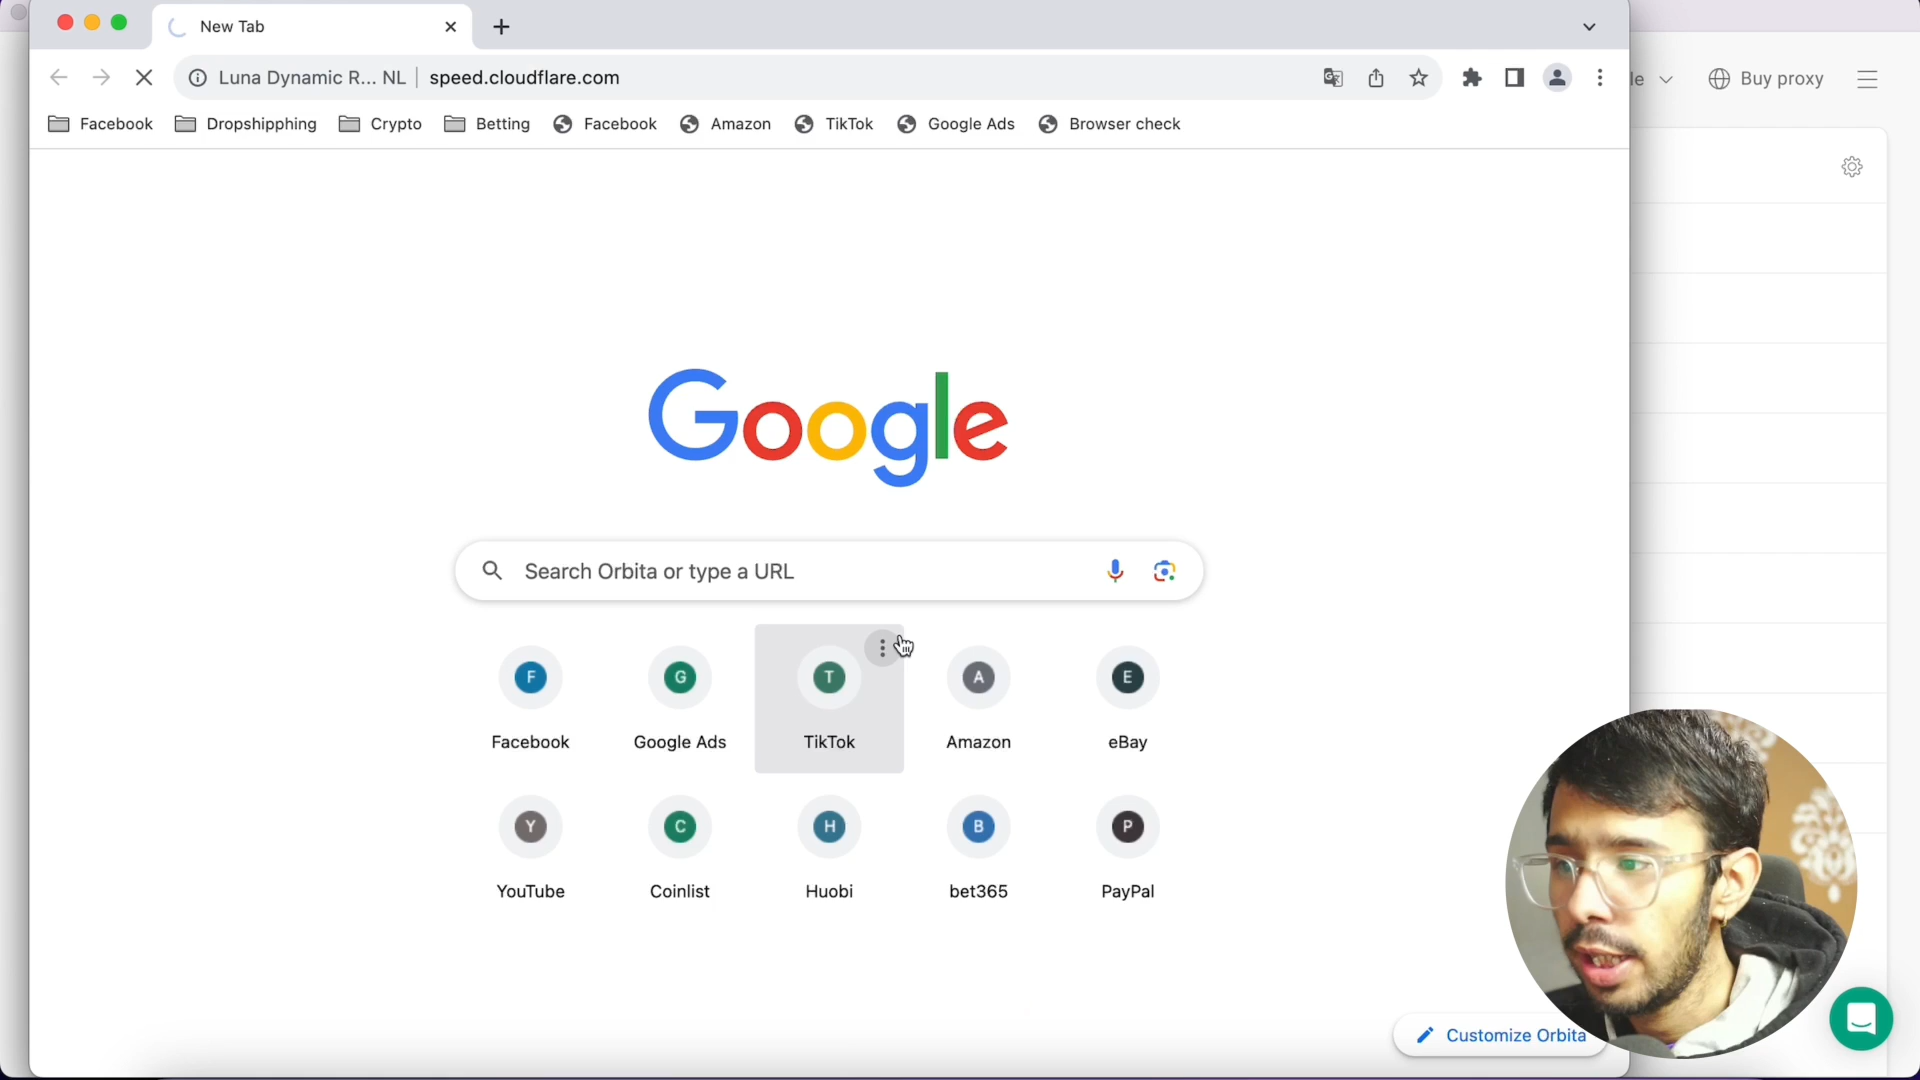 New Tab
Luna Dynamic R... NL speed.cloudflare.com
le Buy proxy
Facebook Dropshipphing Crypto Betting Facebook Amazon TikTok Google Ads Browser check
Google
Search Orbita or type a URL
F G T A E
Facebook Google Ads TikTok Amazon eBay
Y C H B P
YouTube Coinlist Huobi bet365 PayPal
Customize Orbita